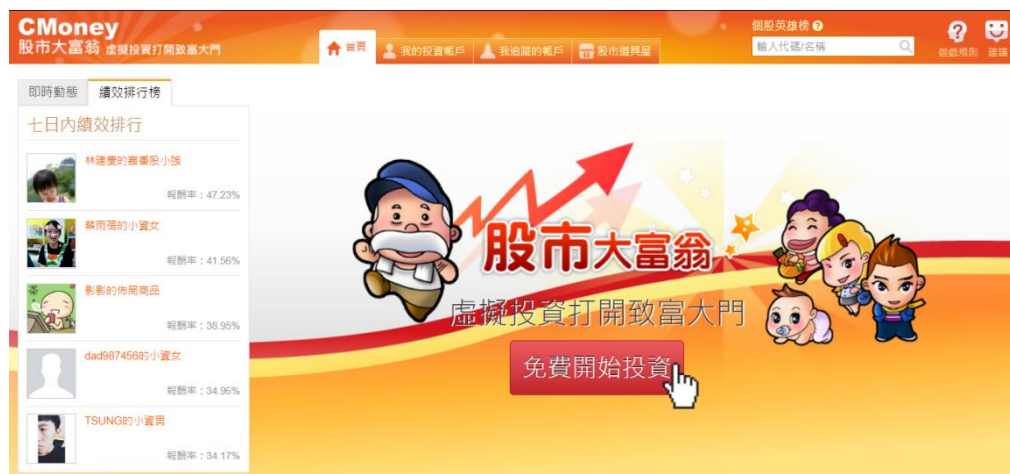 CMoney
股市大富翁 虛擬投資打開致富大門
首頁
我的投資帳戶
我追蹤的帳戶
股市道具屋
個股英雄榜
輸入代碼/名稱
遊戲規則
建議
即時動態
績效排行榜
七日內績效排行
林建慶的囂番股小強
報酬率：47.23%
蔡雨蓓的小資女
報酬率：41.56%
影影的佈局商品
報酬率：38.95%
dad987456的小資女
報酬率：34.96%
TSUNG的小資男
報酬率：34.17%
股市大富翁
虛擬投資打開致富大門
免費開始投資